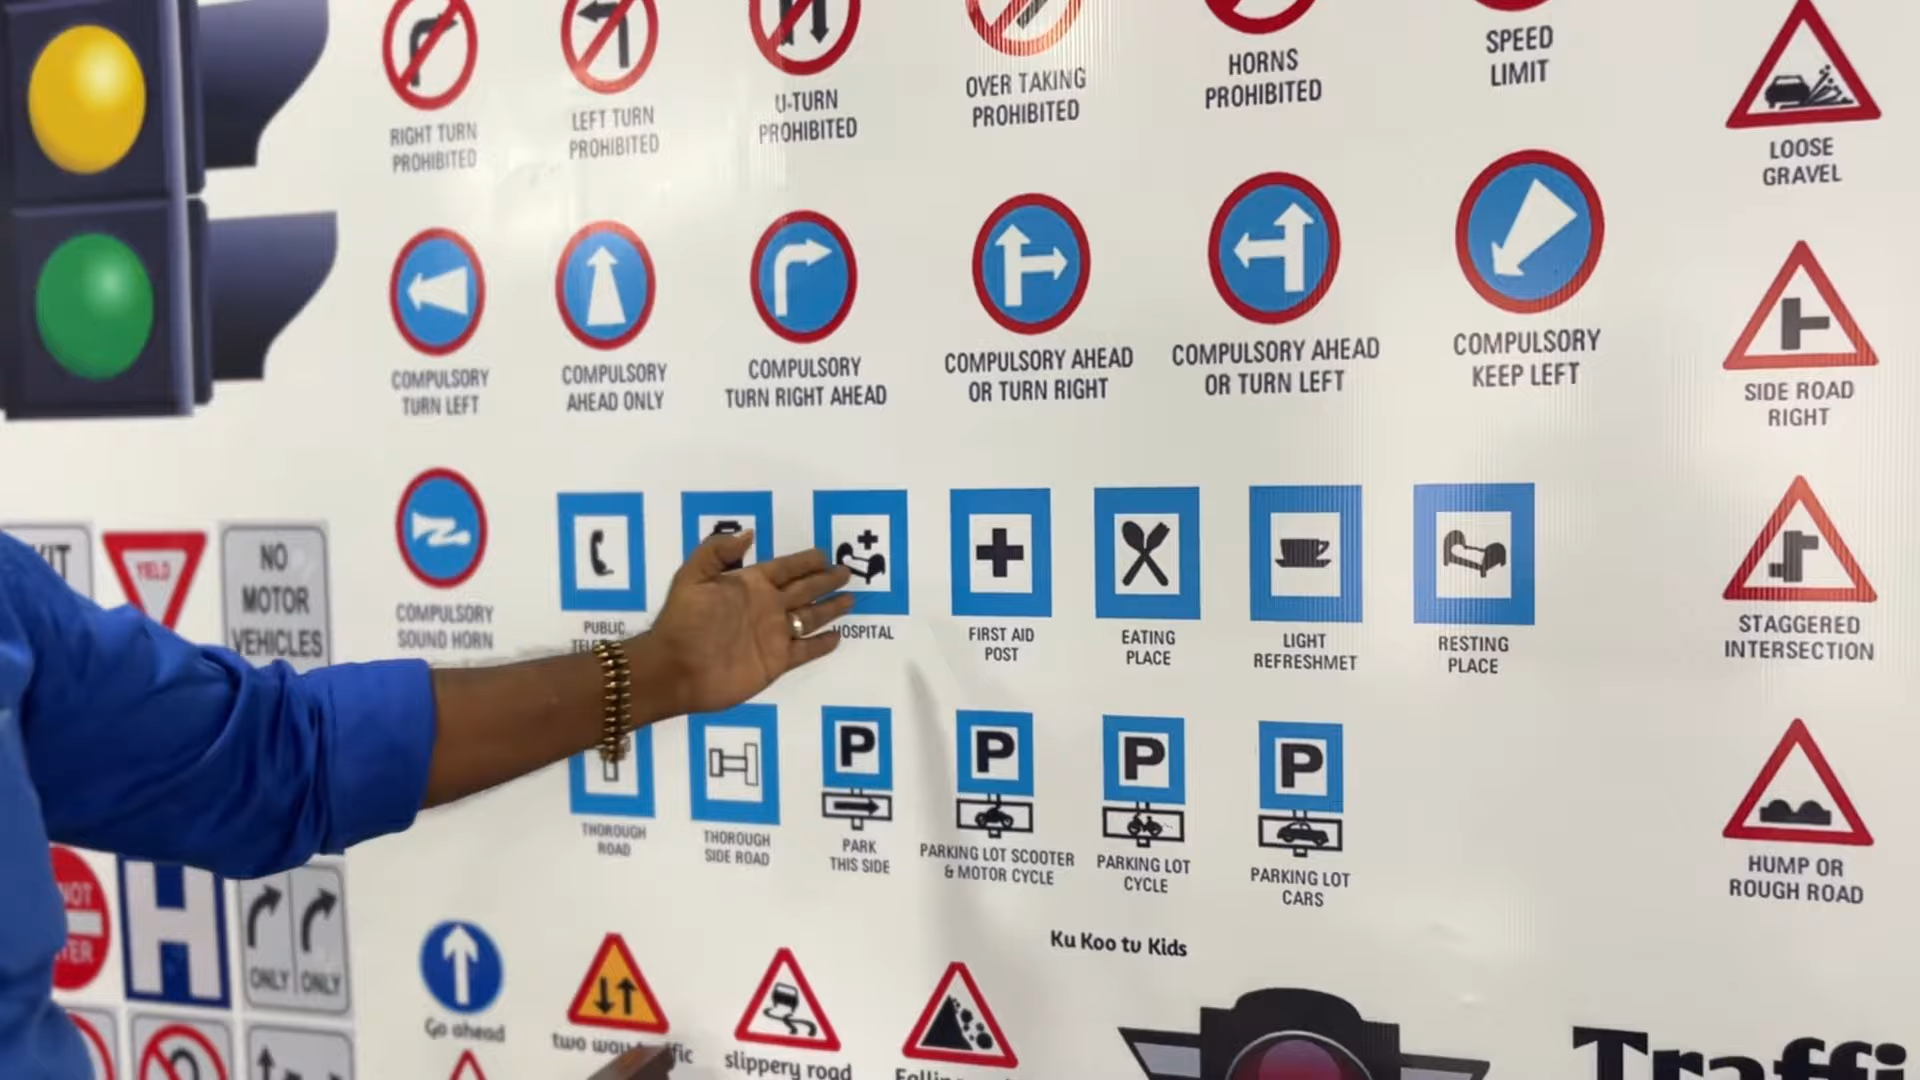 RIGHT TURN
PROHIBITED
LEFT TURN
PROHIBITED
U-TURN
PROHIBITED
OVER TAKING
PROHIBITED
HORNS
PROHIBITED
SPEED
LIMIT
LOOSE
GRAVEL
COMPULSORY
TURN LEFT
COMPULSORY
AHEAD ONLY
COMPULSORY
TURN RIGHT AHEAD
COMPULSORY AHEAD
OR TURN RIGHT
COMPULSORY AHEAD
OR TURN LEFT
COMPULSORY
KEEP LEFT
SIDE ROAD
RIGHT
YIELD
NO
MOTOR
VEHICLES
COMPULSORY
SOUND HORN
PUBLIC
HOSPITAL
FIRST AID
POST
EATING
PLACE
LIGHT
REFRESHMET
RESTING
PLACE
STAGGERED
INTERSECTION
THOROUGH
ROAD
THOROUGH
SIDE ROAD
P
PARK
THIS SIDE
P
PARKING LOT SCOOTER
& MOTOR CYCLE
P
PARKING LOT
CYCLE
P
PARKING LOT
CARS
HUMP OR
ROUGH ROAD
H
ONLY
ONLY
Ku Koo tv Kids
Go ahead
two way
slippery road